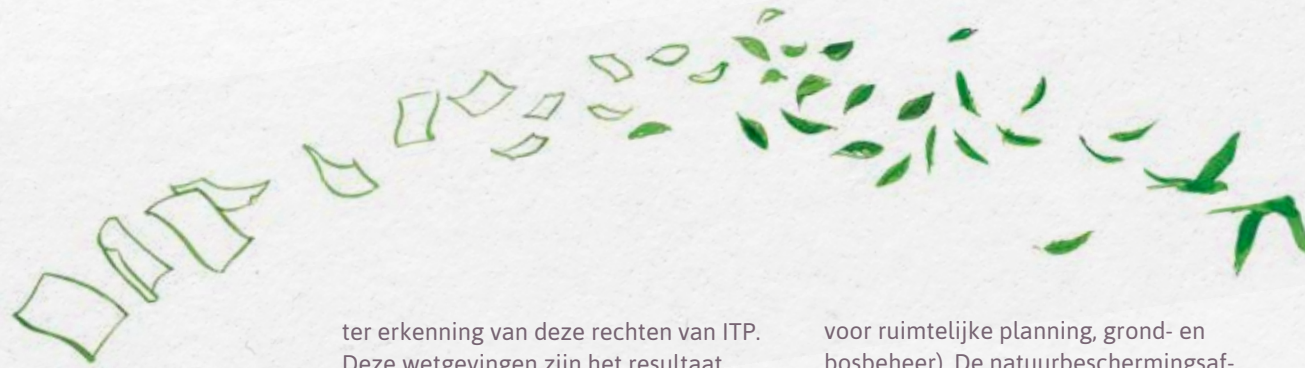 ter erkenning van deze rechten van ITP.
Deze wetgevingen zijn het resultaat
voor ruimtelijke planning, grond- en
bosbeheer). De natuurbeschermingsaf-